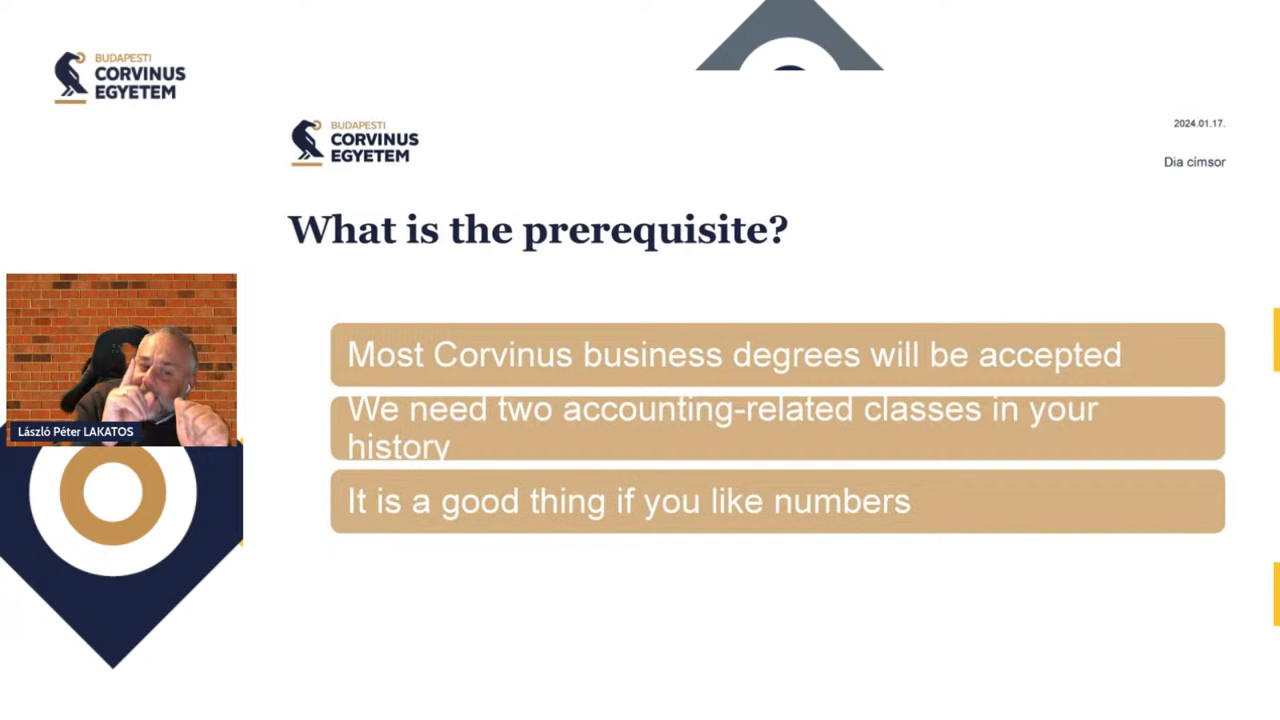 BUDAPESTI
CORVINUS
EGYETEM
BUDAPESTI
CORVINUS
EGYETEM
2024.01.17.
Dia címsor
What is the prerequisite?
Most Corvinus business degrees will be accepted
We need two accounting-related classes in your
history
It is a good thing if you like numbers
László Péter LAKATOS